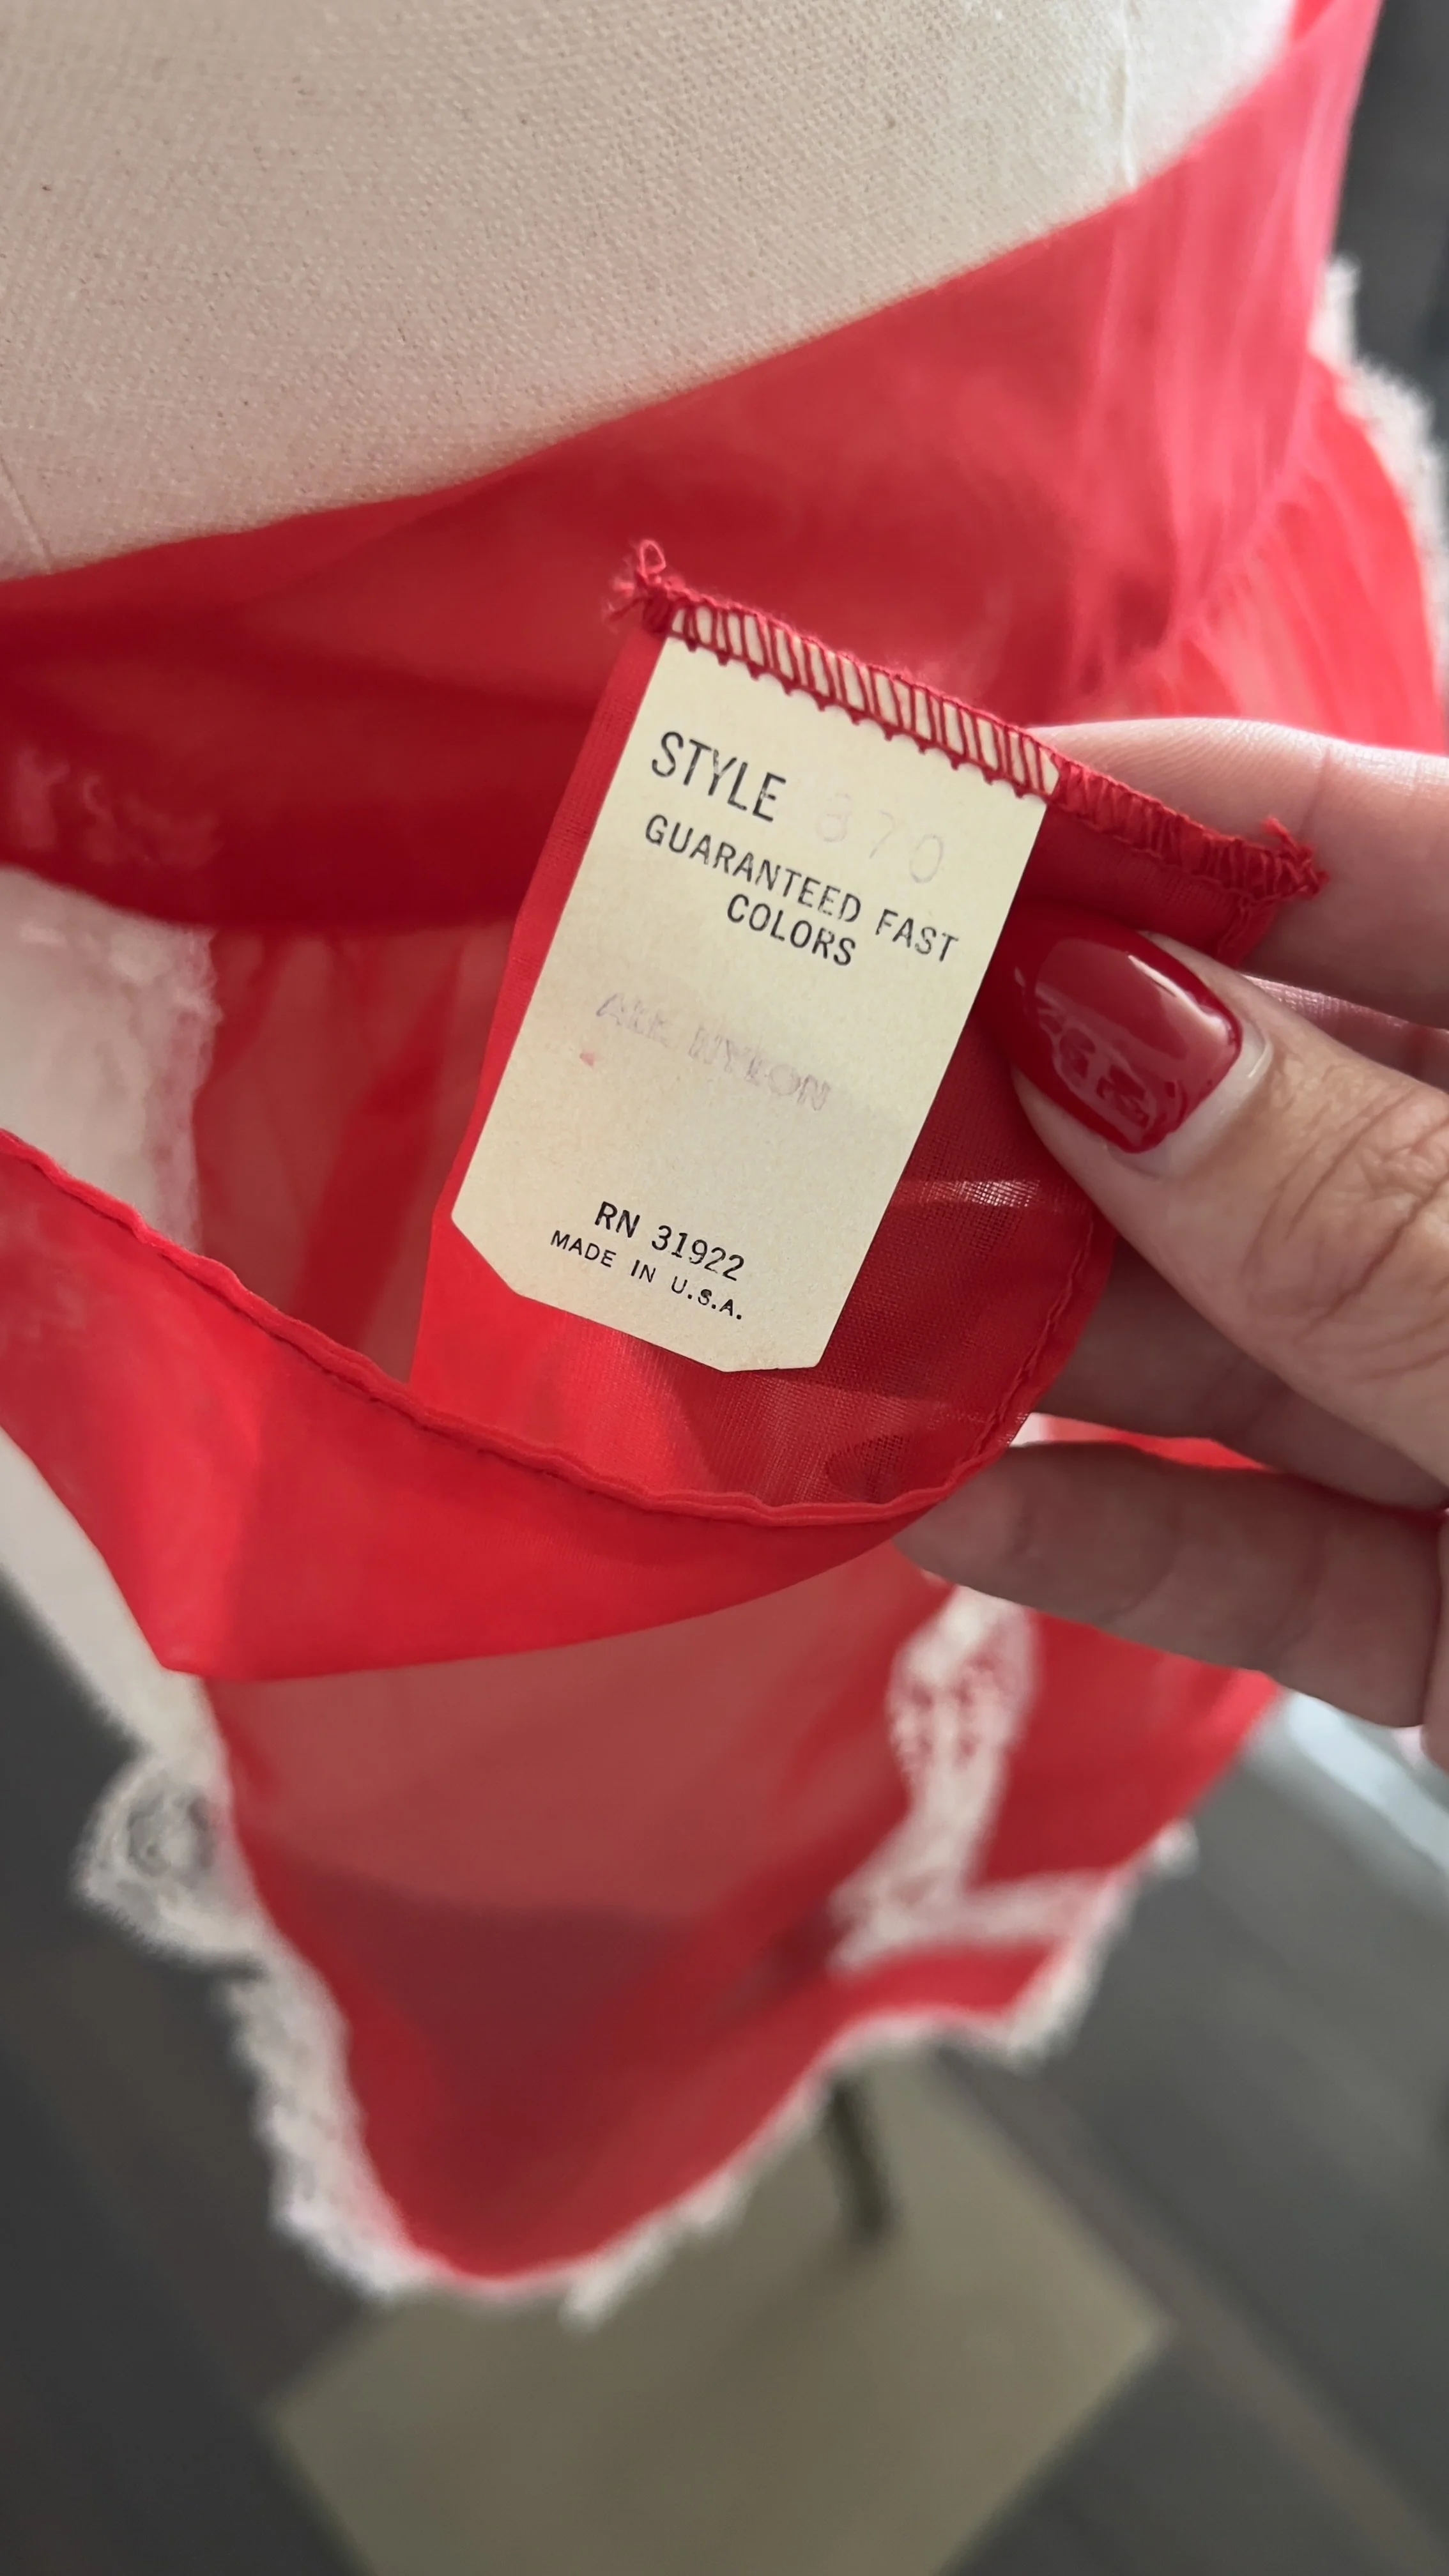 STYLE 870
GUARANTEED FAST
COLORS
ALL NYLON
RN 31922
MADE IN U.S.A.